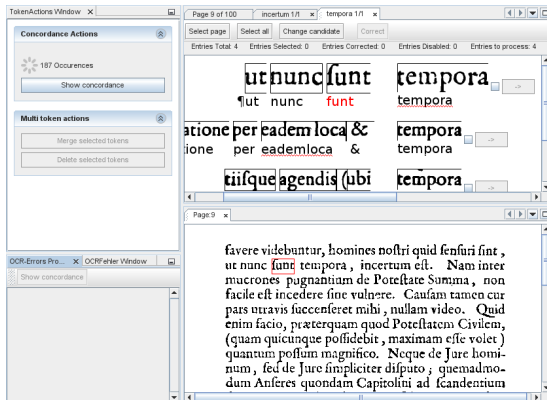 TokenActions Window
Concordance Actions
187 Occurences
Show concordance
Multi token actions
Merge selected tokens
Delete selected tokens
OCR-Errors Pro... OCRFehler Window
Show concordance
Page 9 of 100 incertum 1/1 tempora 1/1
Select page Select all Change candidate Correct
Entries Total: 4 Entries Selected: 0 Entries Corrected: 0 Entries Disabled: 0 Entries to process: 4
ut nunc ſunt tempora
¶ut nunc funt tempora ->
atione per eadem loca &
tione per eademloca & tempora
tempora ->
tiiſque agendis (ubi tempora ->
Page:9
favere videbuntur, homines noſtri quid ſenſuri ſint ,
ut nunc ſunt tempora , incertum eſt. Nam inter
mucrones pugnantium de Poteſtate Summa , non
facile eſt incedere ſine vulnere. Cauſam tamen cur
pars utravis ſuccenſeret mihi , nullam video. Quid
enim facio, præterquam quod Poteſtatem Civilem,
(quam quicunque poſſidebit , maximam eſſe volet )
quantum poſſum magnifico. Neque de Jure homi-
num , ſed de Jure ſimpliciter diſputo ; quemadmo-
dum Anſeres quondam Capitolini ad ſcandentium